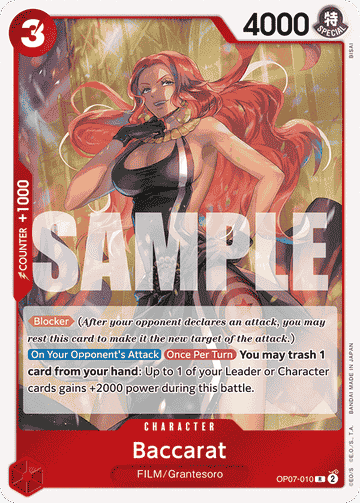 3
4000
特
SPECIAL
DISAI
COUNTER +1000
SAMPLE
Blocker (After your opponent declares an attack, you may
rest this card to make it the new target of the attack.)
On Your Opponent's Attack Once Per Turn You may trash 1
card from your hand: Up to 1 of your Leader or Character
cards gains +2000 power during this battle.
CHARACTER
Baccarat
FILM/Grantesoro
OP07-010 R 2
BANDAI MADE IN JAPAN